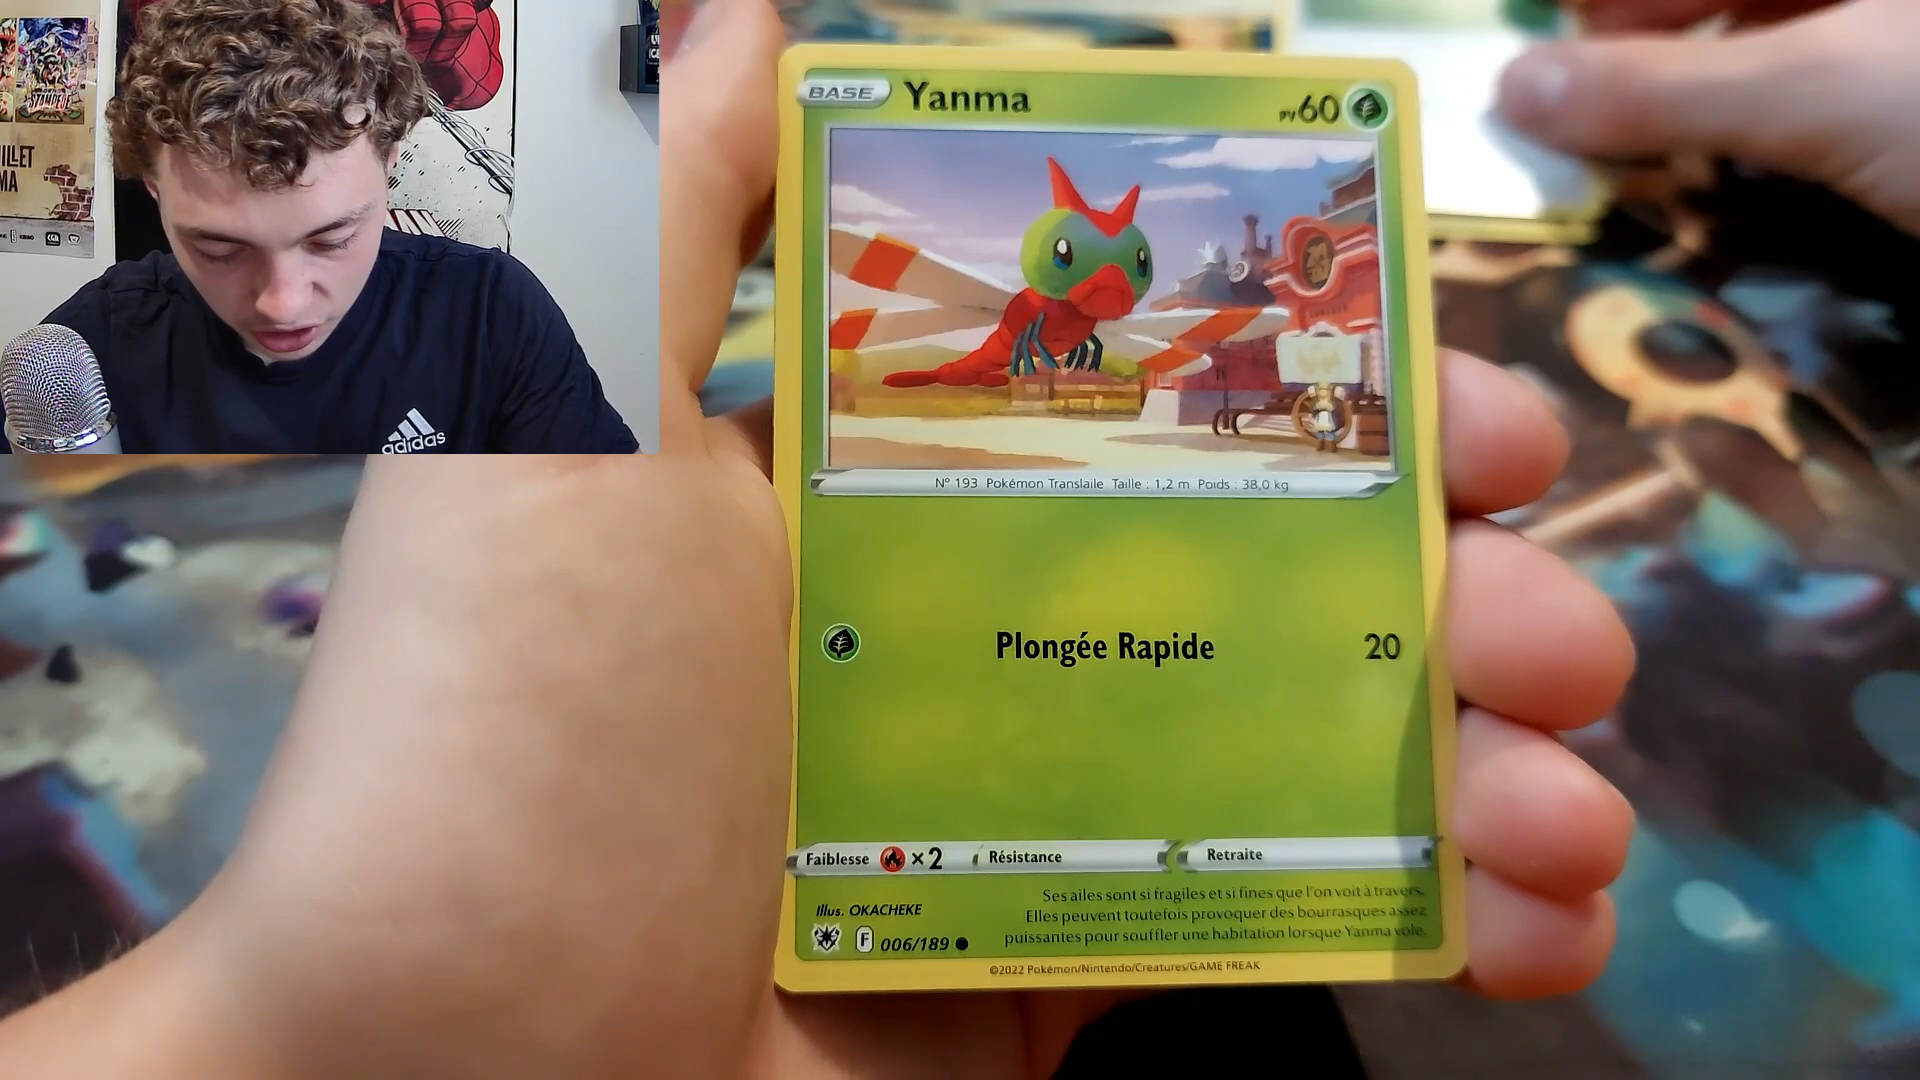 STAMPEDE
adidas
BASE
Yanma
PV60
N° 193 Pokémon Translaile Taille : 1,2 m Poids : 38,0 kg
Plongée Rapide
20
Faiblesse ×2
Résistance
Retraite
Ses ailes sont si fragiles et si fines que l'on voit à travers.
Elles peuvent toutefois provoquer des bourrasques assez
puissantes pour souffler une habitation lorsque Yanma vole.
Illus. OKACHEKE
F 006/189
©2022 Pokémon/Nintendo/Creatures/GAME FREAK